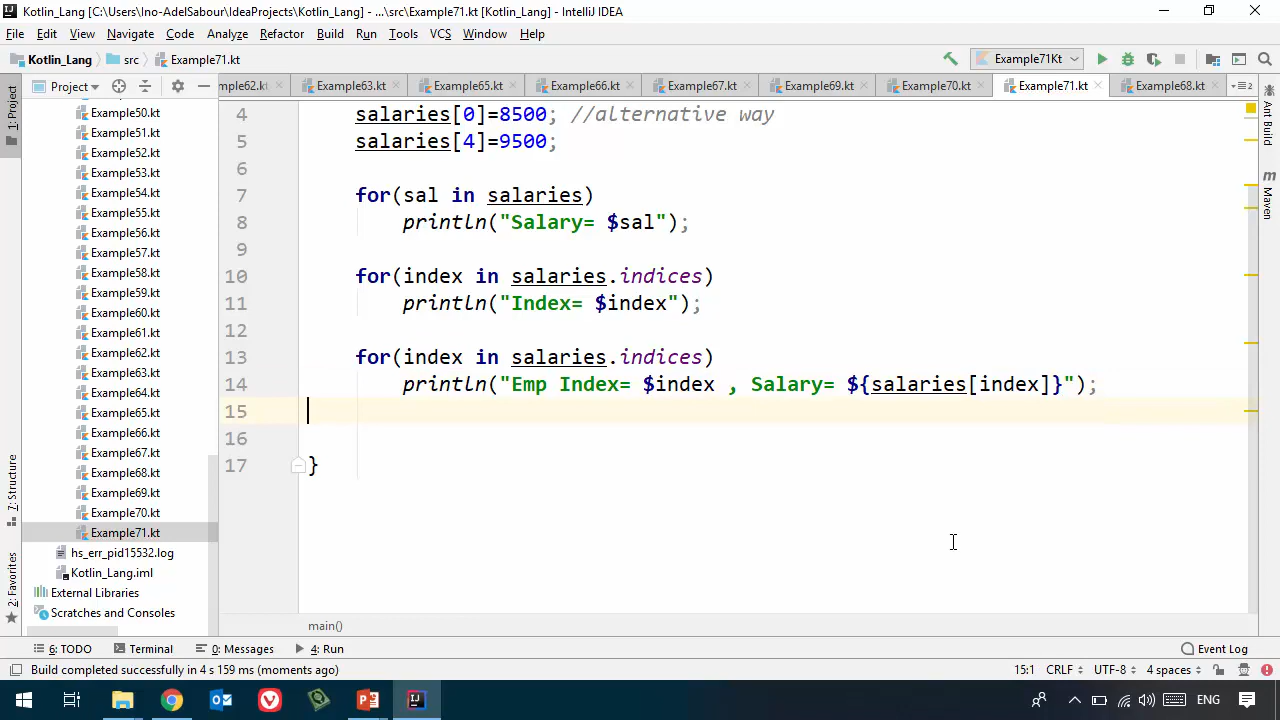 Kotlin_Lang [C:\Users\Ino-AdelSabour\IdeaProjects\Kotlin_Lang] - ...\src\Example71.kt [Kotlin_Lang] - IntelliJ IDEA
File Edit View Navigate Code Analyze Refactor Build Run Tools VCS Window Help
Kotlin_Lang src Example71.kt Example71Kt
1: Project
7: Structure
2: Favorites
Project
Example50.kt
Example51.kt
Example52.kt
Example53.kt
Example54.kt
Example55.kt
Example56.kt
Example57.kt
Example58.kt
Example59.kt
Example60.kt
Example61.kt
Example62.kt
Example63.kt
Example64.kt
Example65.kt
Example66.kt
Example67.kt
Example68.kt
Example69.kt
Example70.kt
Example71.kt
hs_err_pid15532.log
Kotlin_Lang.iml
External Libraries
Scratches and Consoles
mple62.kt Example63.kt Example65.kt Example66.kt Example67.kt Example69.kt Example70.kt Example71.kt Example68.kt 2
4 salaries[0]=8500; //alternative way
5 salaries[4]=9500;
6
7 for(sal in salaries)
8 println("Salary= $sal");
9
10 for(index in salaries.indices)
11 println("Index= $index");
12
13 for(index in salaries.indices)
14 println("Emp Index= $index , Salary= ${salaries[index]}");
15
16
17 }
main()
Ant Build
m Maven
6: TODO Terminal 0: Messages 4: Run Event Log
Build completed successfully in 4 s 159 ms (moments ago) 15:1 CRLF UTF-8 4 spaces
ENG